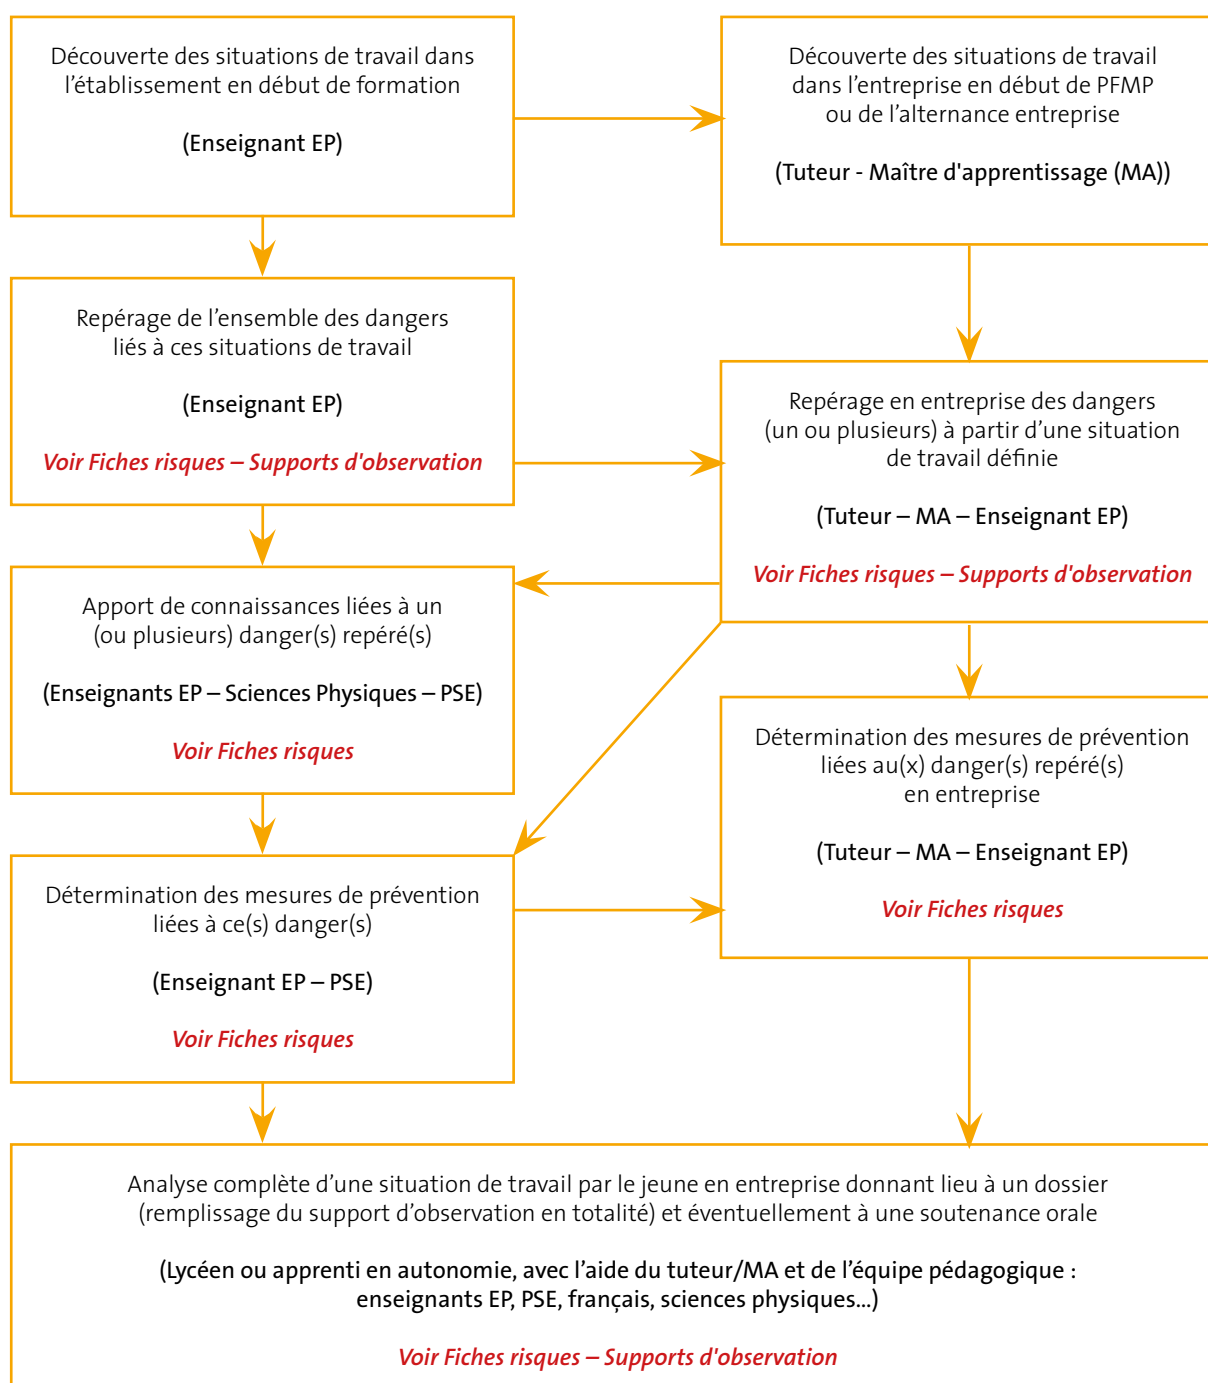 Découverte des situations de travail dans
l’établissement en début de formation
(Enseignant EP)
Découverte des situations de travail
dans l’entreprise en début de PFMP
ou de l’alternance entreprise
(Tuteur - Maître d'apprentissage (MA))
Repérage de l’ensemble des dangers
liés à ces situations de travail
(Enseignant EP)
Voir Fiches risques – Supports d'observation
Repérage en entreprise des dangers
(un ou plusieurs) à partir d’une situation
de travail définie
(Tuteur – MA – Enseignant EP)
Voir Fiches risques – Supports d'observation
Apport de connaissances liées à un
(ou plusieurs) danger(s) repéré(s)
(Enseignants EP – Sciences Physiques – PSE)
Voir Fiches risques
Détermination des mesures de prévention
liées au(x) danger(s) repéré(s)
en entreprise
(Tuteur – MA – Enseignant EP)
Voir Fiches risques
Détermination des mesures de prévention
liées à ce(s) danger(s)
(Enseignant EP – PSE)
Voir Fiches risques
Analyse complète d’une situation de travail par le jeune en entreprise donnant lieu à un dossier
(remplissage du support d’observation en totalité) et éventuellement à une soutenance orale
(Lycéen ou apprenti en autonomie, avec l’aide du tuteur/MA et de l’équipe pédagogique :
enseignants EP, PSE, français, sciences physiques...)
Voir Fiches risques – Supports d'observation